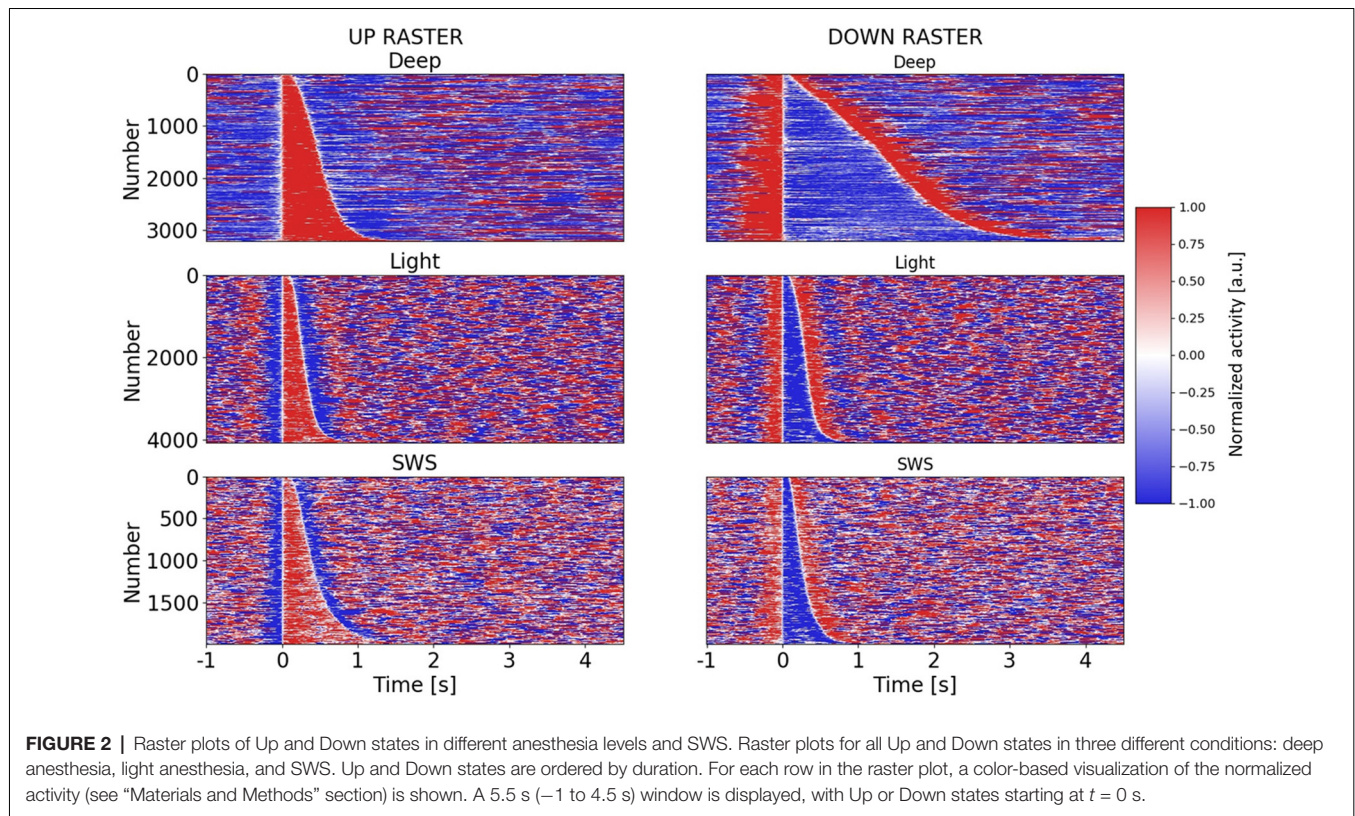 UP RASTER
Deep
0
1000
2000
3000
Number
Light
0
2000
4000
Number
SWS
0
500
1000
1500
Number
-1 0 1 2 3 4
Time [s]
DOWN RASTER
Deep
Light
SWS
-1 0 1 2 3 4
Time [s]
1.00
0.75
0.50
0.25
0.00
−0.25
−0.50
−0.75
−1.00
Normalized activity [a.u.]
FIGURE 2 | Raster plots of Up and Down states in different anesthesia levels and SWS. Raster plots for all Up and Down states in three different conditions: deep
anesthesia, light anesthesia, and SWS. Up and Down states are ordered by duration. For each row in the raster plot, a color-based visualization of the normalized
activity (see “Materials and Methods” section) is shown. A 5.5 s (−1 to 4.5 s) window is displayed, with Up or Down states starting at t = 0 s.